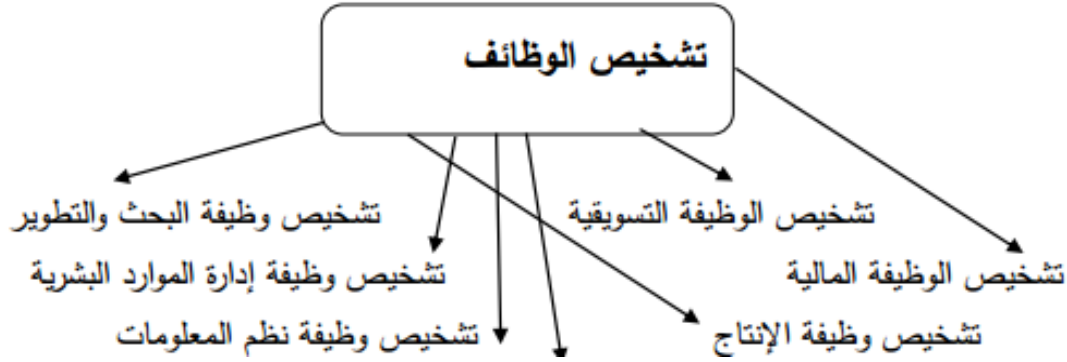 تشخيص الوظائف
تشخيص الوظيفة التسويقية
تشخيص وظيفة البحث والتطوير
تشخيص الوظيفة المالية
تشخيص وظيفة إدارة الموارد البشرية
تشخيص وظيفة الإنتاج
تشخيص وظيفة نظم المعلومات